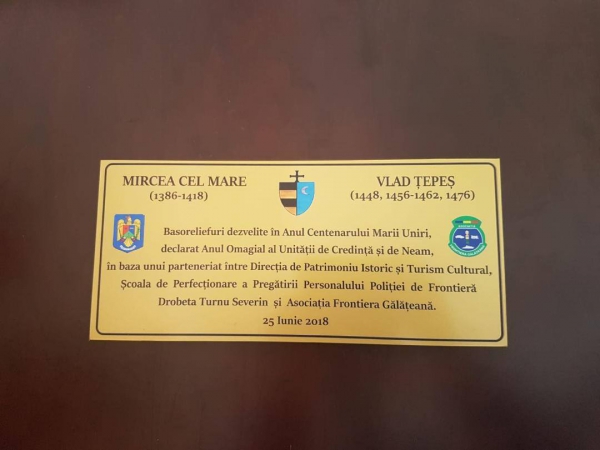 MIRCEA CEL MARE
(1386-1418)
VLAD ȚEPEȘ
(1448, 1456-1462, 1476)
Basoreliefuri dezvelite în Anul Centenarului Marii Uniri,
declarat Anul Omagial al Unității de Credință și de Neam,
în baza unui parteneriat între Direcția de Patrimoniu Istoric și Turism Cultural,
Școala de Perfecționare a Pregătirii Personalului Poliției de Frontieră
Drobeta Turnu Severin și Asociația Frontiera Gălățeană.
25 Iunie 2018